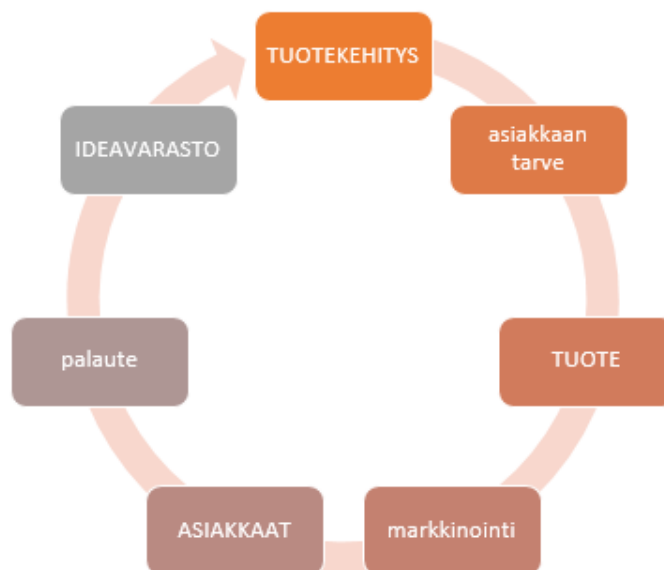 TUOTEKEHITYS
asiakkaan
tarve
TUOTE
markkinointi
ASIAKKAAT
palaute
IDEAVARASTO